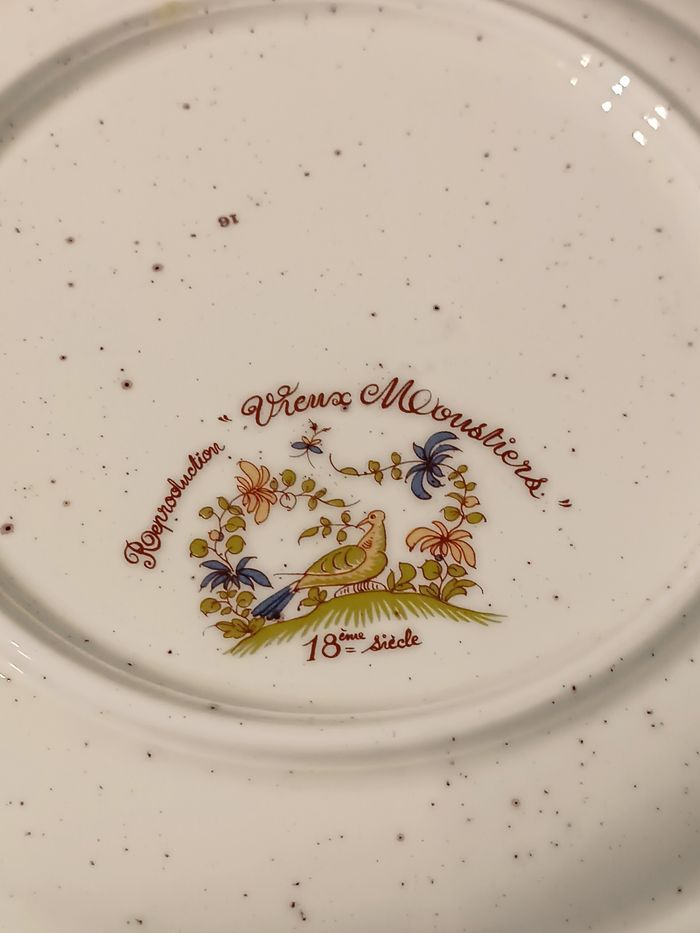 16
Reproduction "Vieux Moustiers"
18ème siècle